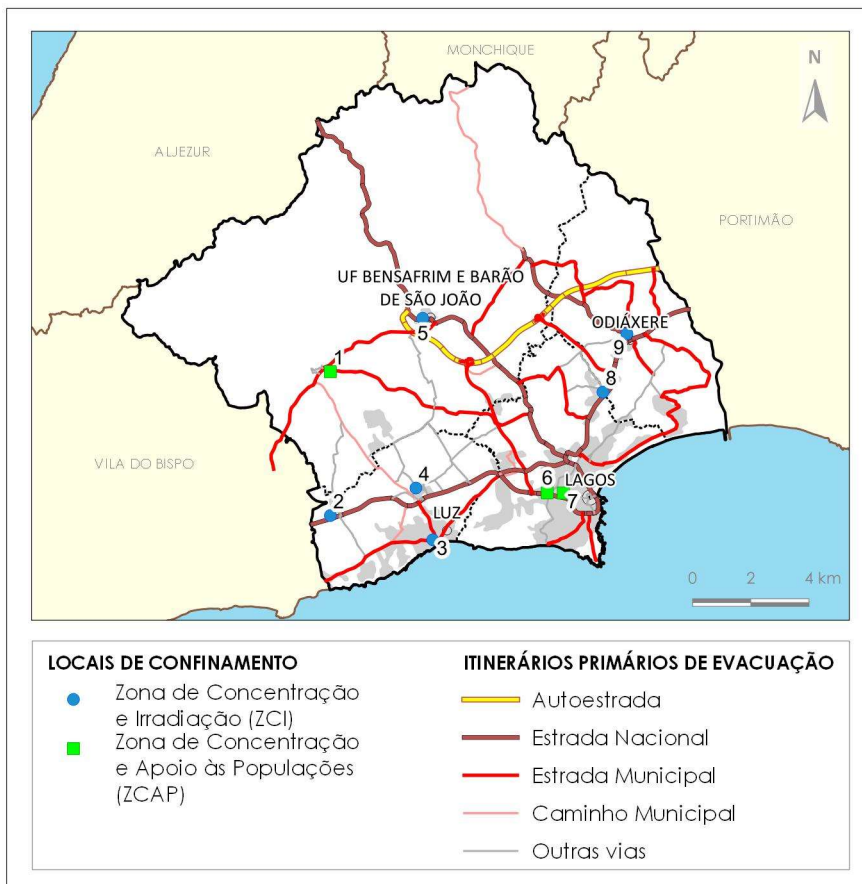 MONCHIQUE
N
ALJEZUR
PORTIMÃO
UF BENSAFRIM E BARÃO
DE SÃO JOÃO
ODIÁXERE
5
9
1
8
VILA DO BISPO
4
6
LAGOS
7
2
LUZ
3
0 2 4 km
LOCAIS DE CONFINAMENTO
Zona de Concentração
e Irradiação (ZCI)
Zona de Concentração
e Apoio às Populações
(ZCAP)
ITINERÁRIOS PRIMÁRIOS DE EVACUAÇÃO
Autoestrada
Estrada Nacional
Estrada Municipal
Caminho Municipal
Outras vias